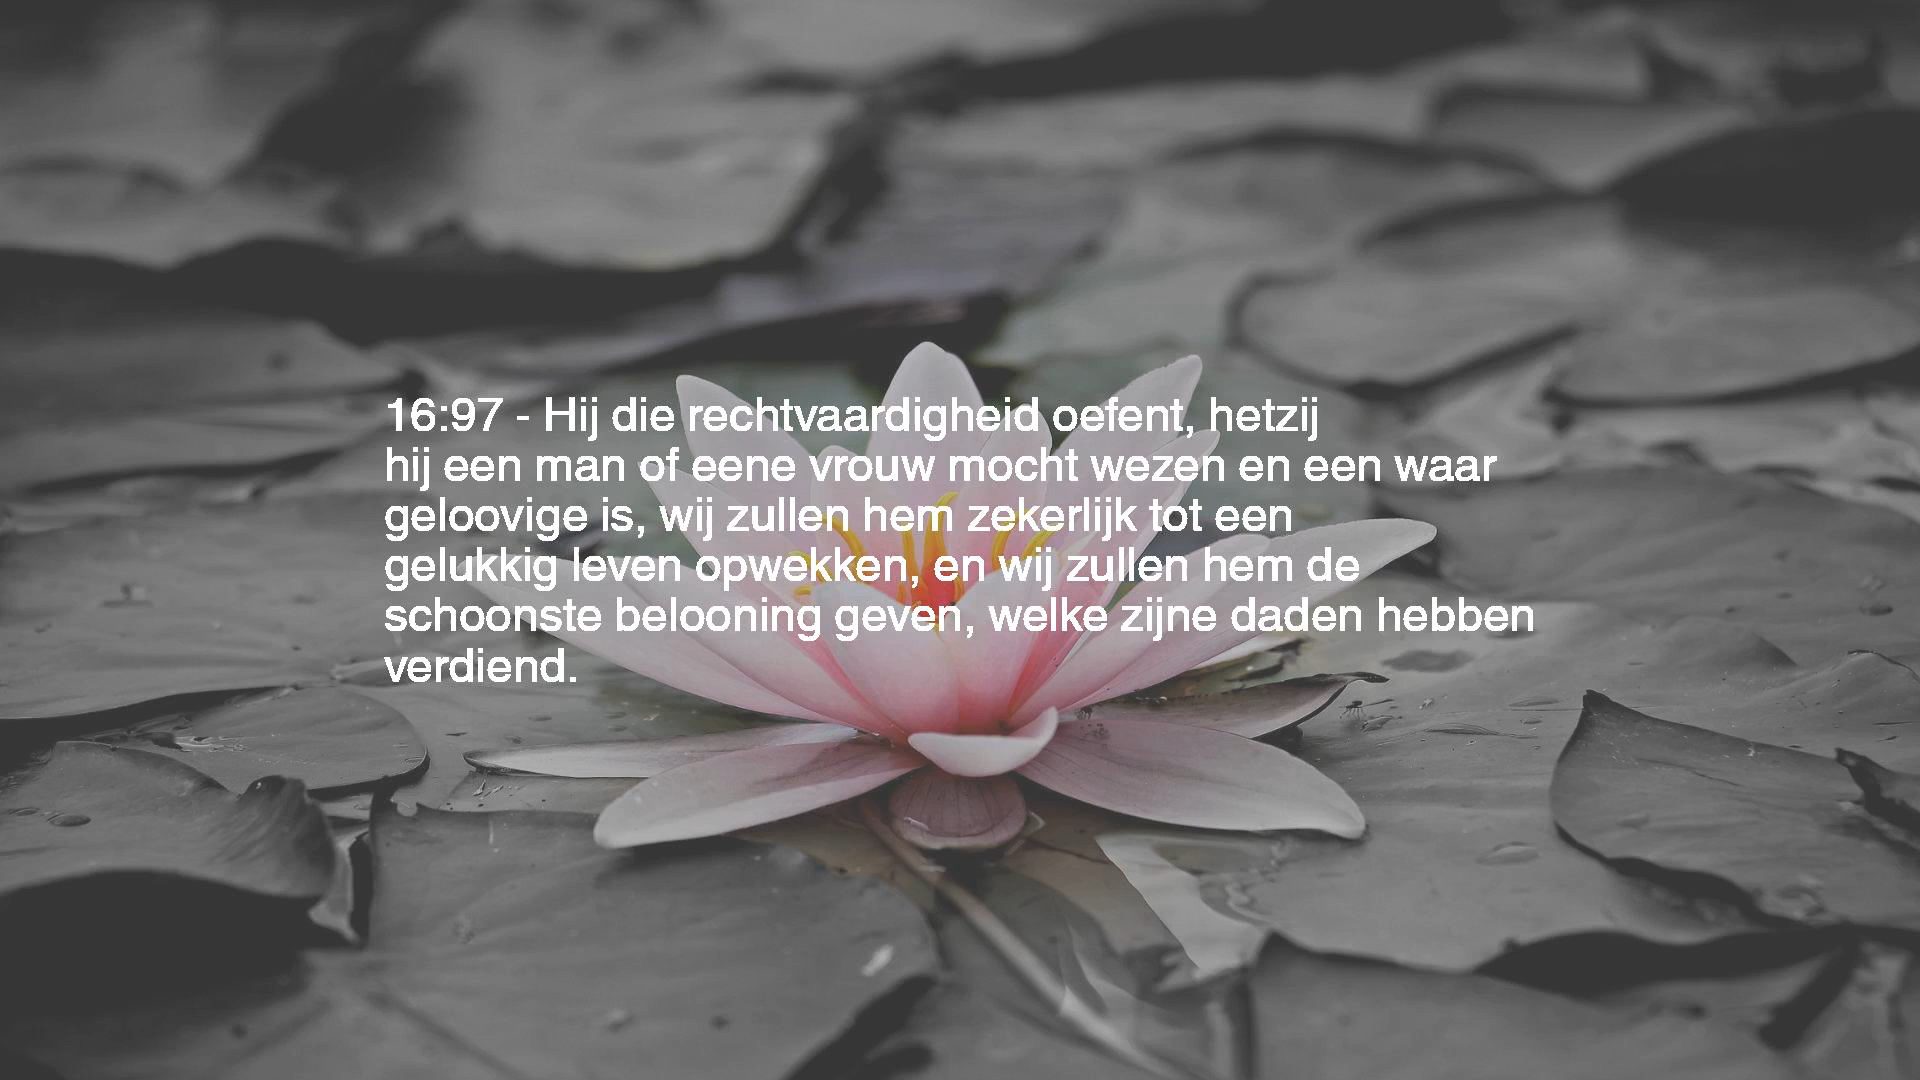 16:97 - Hij die rechtvaardigheid oefent, hetzij
hij een man of eene vrouw mocht wezen en een waar
geloovige is, wij zullen hem zekerlijk tot een
gelukkig leven opwekken, en wij zullen hem de
schoonste belooning geven, welke zijne daden hebben
verdiend.